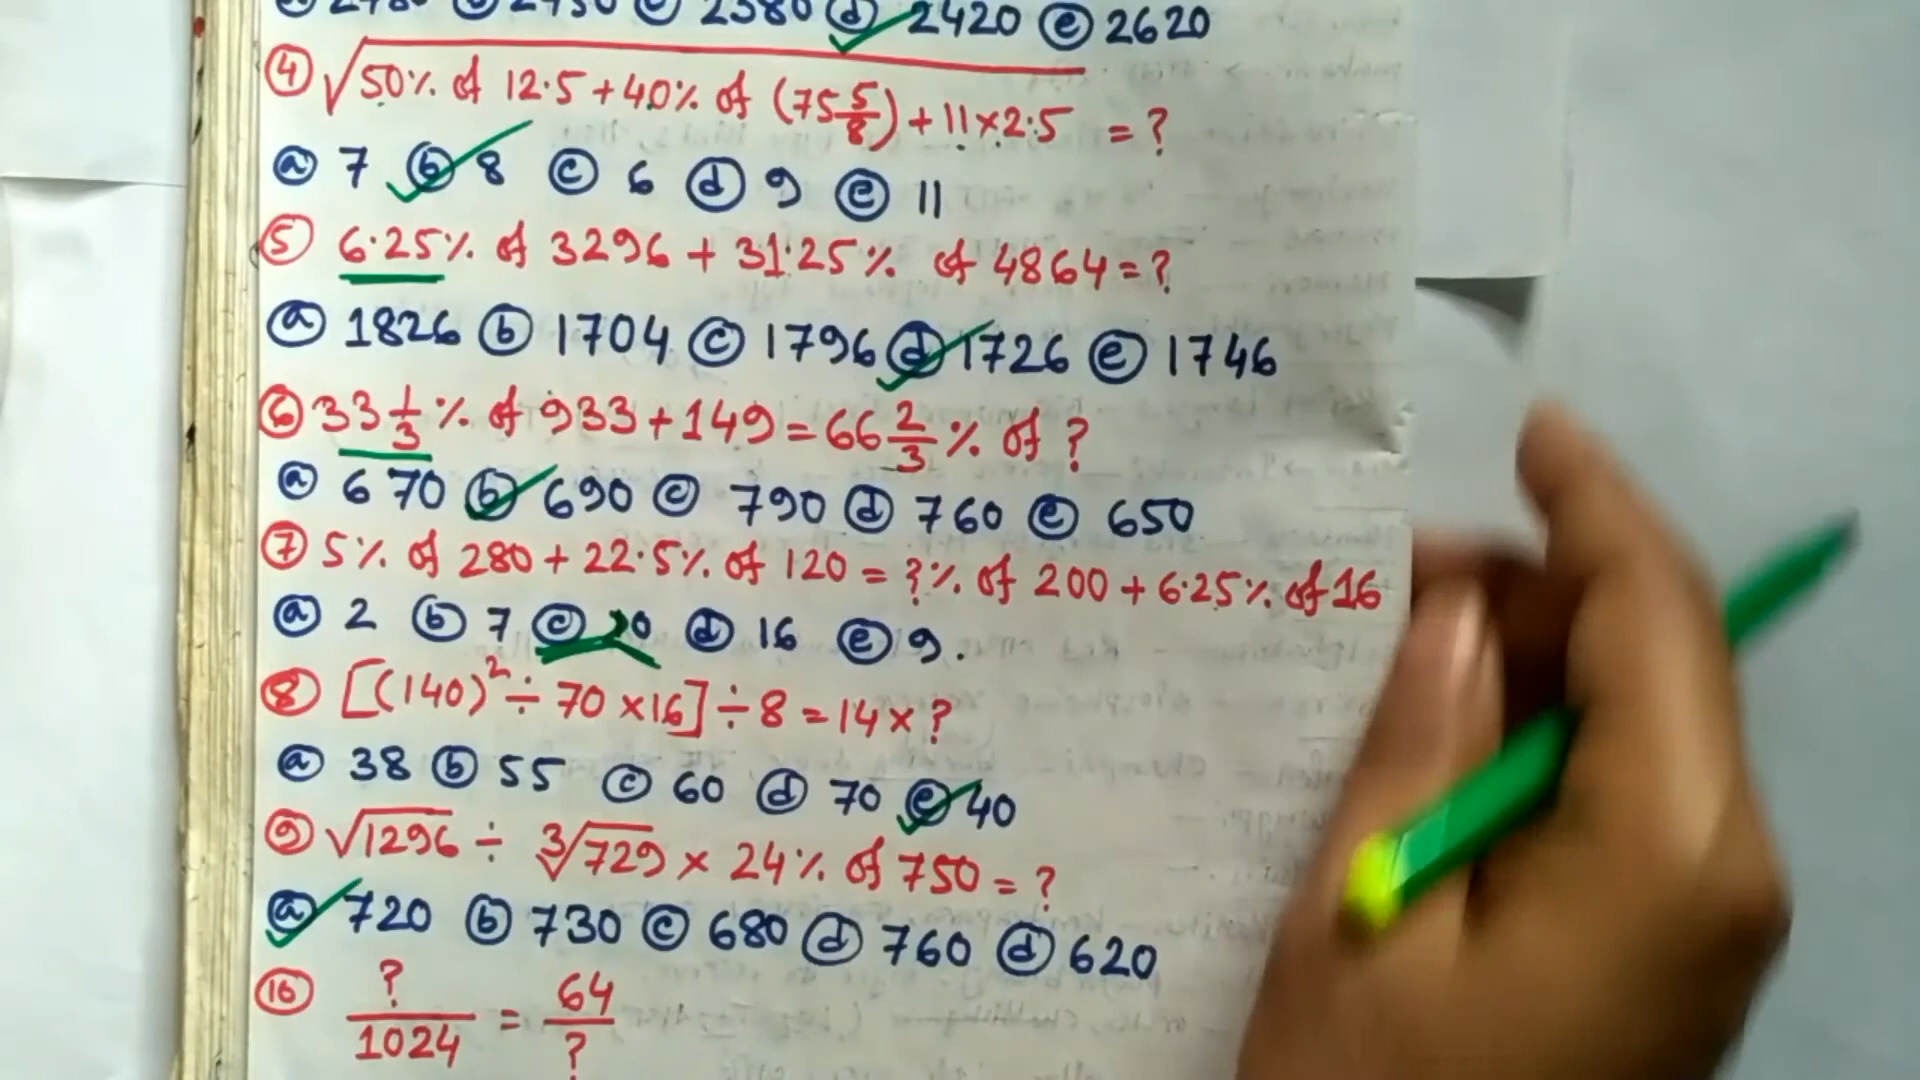 2420 ⓔ 2620
④ √50% of 12.5 + 40% of (75 5/8) + 11 × 2.5 = ?
ⓐ 7 ⓑ 8 ⓒ 6 ⓓ 9 ⓔ 11
⑤ 6.25% of 3296 + 31.25% of 4864 = ?
ⓐ 1826 ⓑ 1704 ⓒ 1796 ⓓ 1726 ⓔ 1746
⑥ 33 1/3 % of 933 + 149 = 66 2/3 % of ?
ⓐ 670 ⓑ 690 ⓒ 790 ⓓ 760 ⓔ 650
⑦ 5% of 280 + 22.5% of 120 = ?% of 200 + 6.25% of 16
ⓐ 2 ⓑ 7 ⓒ 20 ⓓ 16 ⓔ 9.
⑧ [(140)² ÷ 70 × 16] ÷ 8 = 14 × ?
ⓐ 38 ⓑ 55 ⓒ 60 ⓓ 70 ⓔ 40
⑨ √1296 ÷ ∛729 × 24% of 750 = ?
ⓐ 720 ⓑ 730 ⓒ 680 ⓓ 760 ⓓ 620
⑩ ?/1024 = 64/?